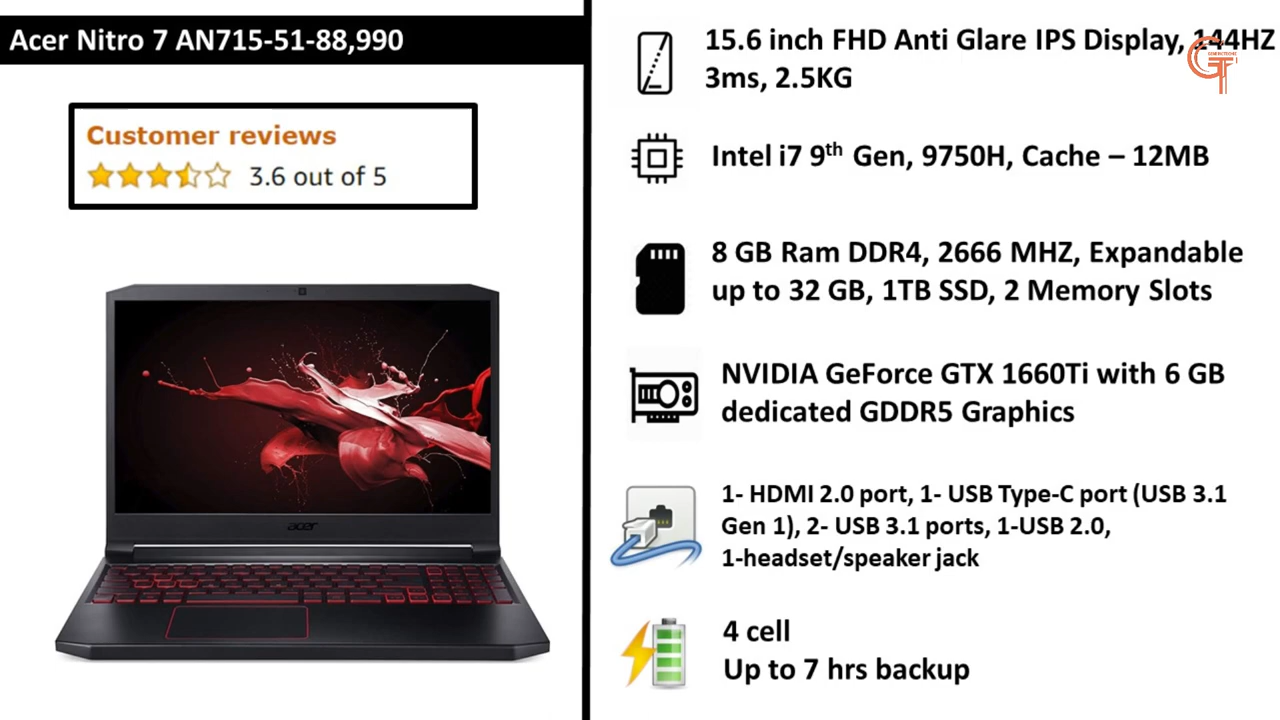 Acer Nitro 7 AN715-51-88,990
Customer reviews
3.6 out of 5
acer
15.6 inch FHD Anti Glare IPS Display, 144HZ
3ms, 2.5KG
Intel i7 9th Gen, 9750H, Cache – 12MB
8 GB Ram DDR4, 2666 MHZ, Expandable
up to 32 GB, 1TB SSD, 2 Memory Slots
NVIDIA GeForce GTX 1660Ti with 6 GB
dedicated GDDR5 Graphics
1- HDMI 2.0 port, 1- USB Type-C port (USB 3.1
Gen 1), 2- USB 3.1 ports, 1-USB 2.0,
1-headset/speaker jack
4 cell
Up to 7 hrs backup